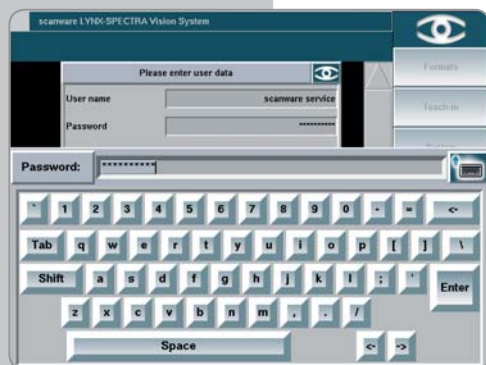 scanware LYNX-SPECTRA Vision System
Please enter user data
User name scanware service
Password **********
Formats
Teach-in
System
Password: **********
` 1 2 3 4 5 6 7 8 9 0 - = <-
Tab q w e r t y u i o p [ ] \
Shift a s d f g h j k l ; ' Enter
z x c v b n m , . /
Space <- ->